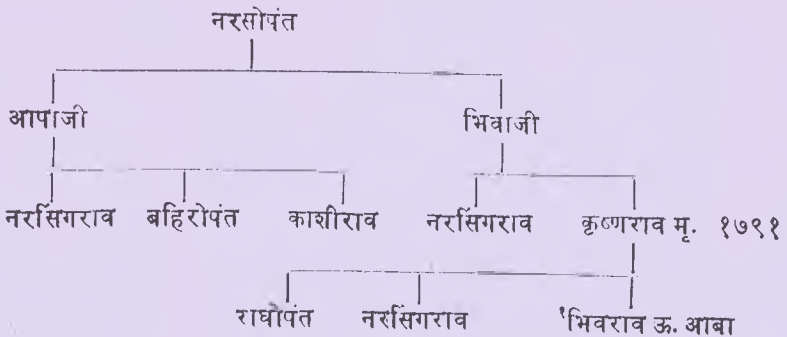 नरसोपंत
आपाजी भिवाजी
नरसिंगराव बहिरोपंत काशीराव नरसिंगराव कृष्णराव मृ. १७९१
राघोपंत नरसिंगराव 'भिवराव ऊ. आबा